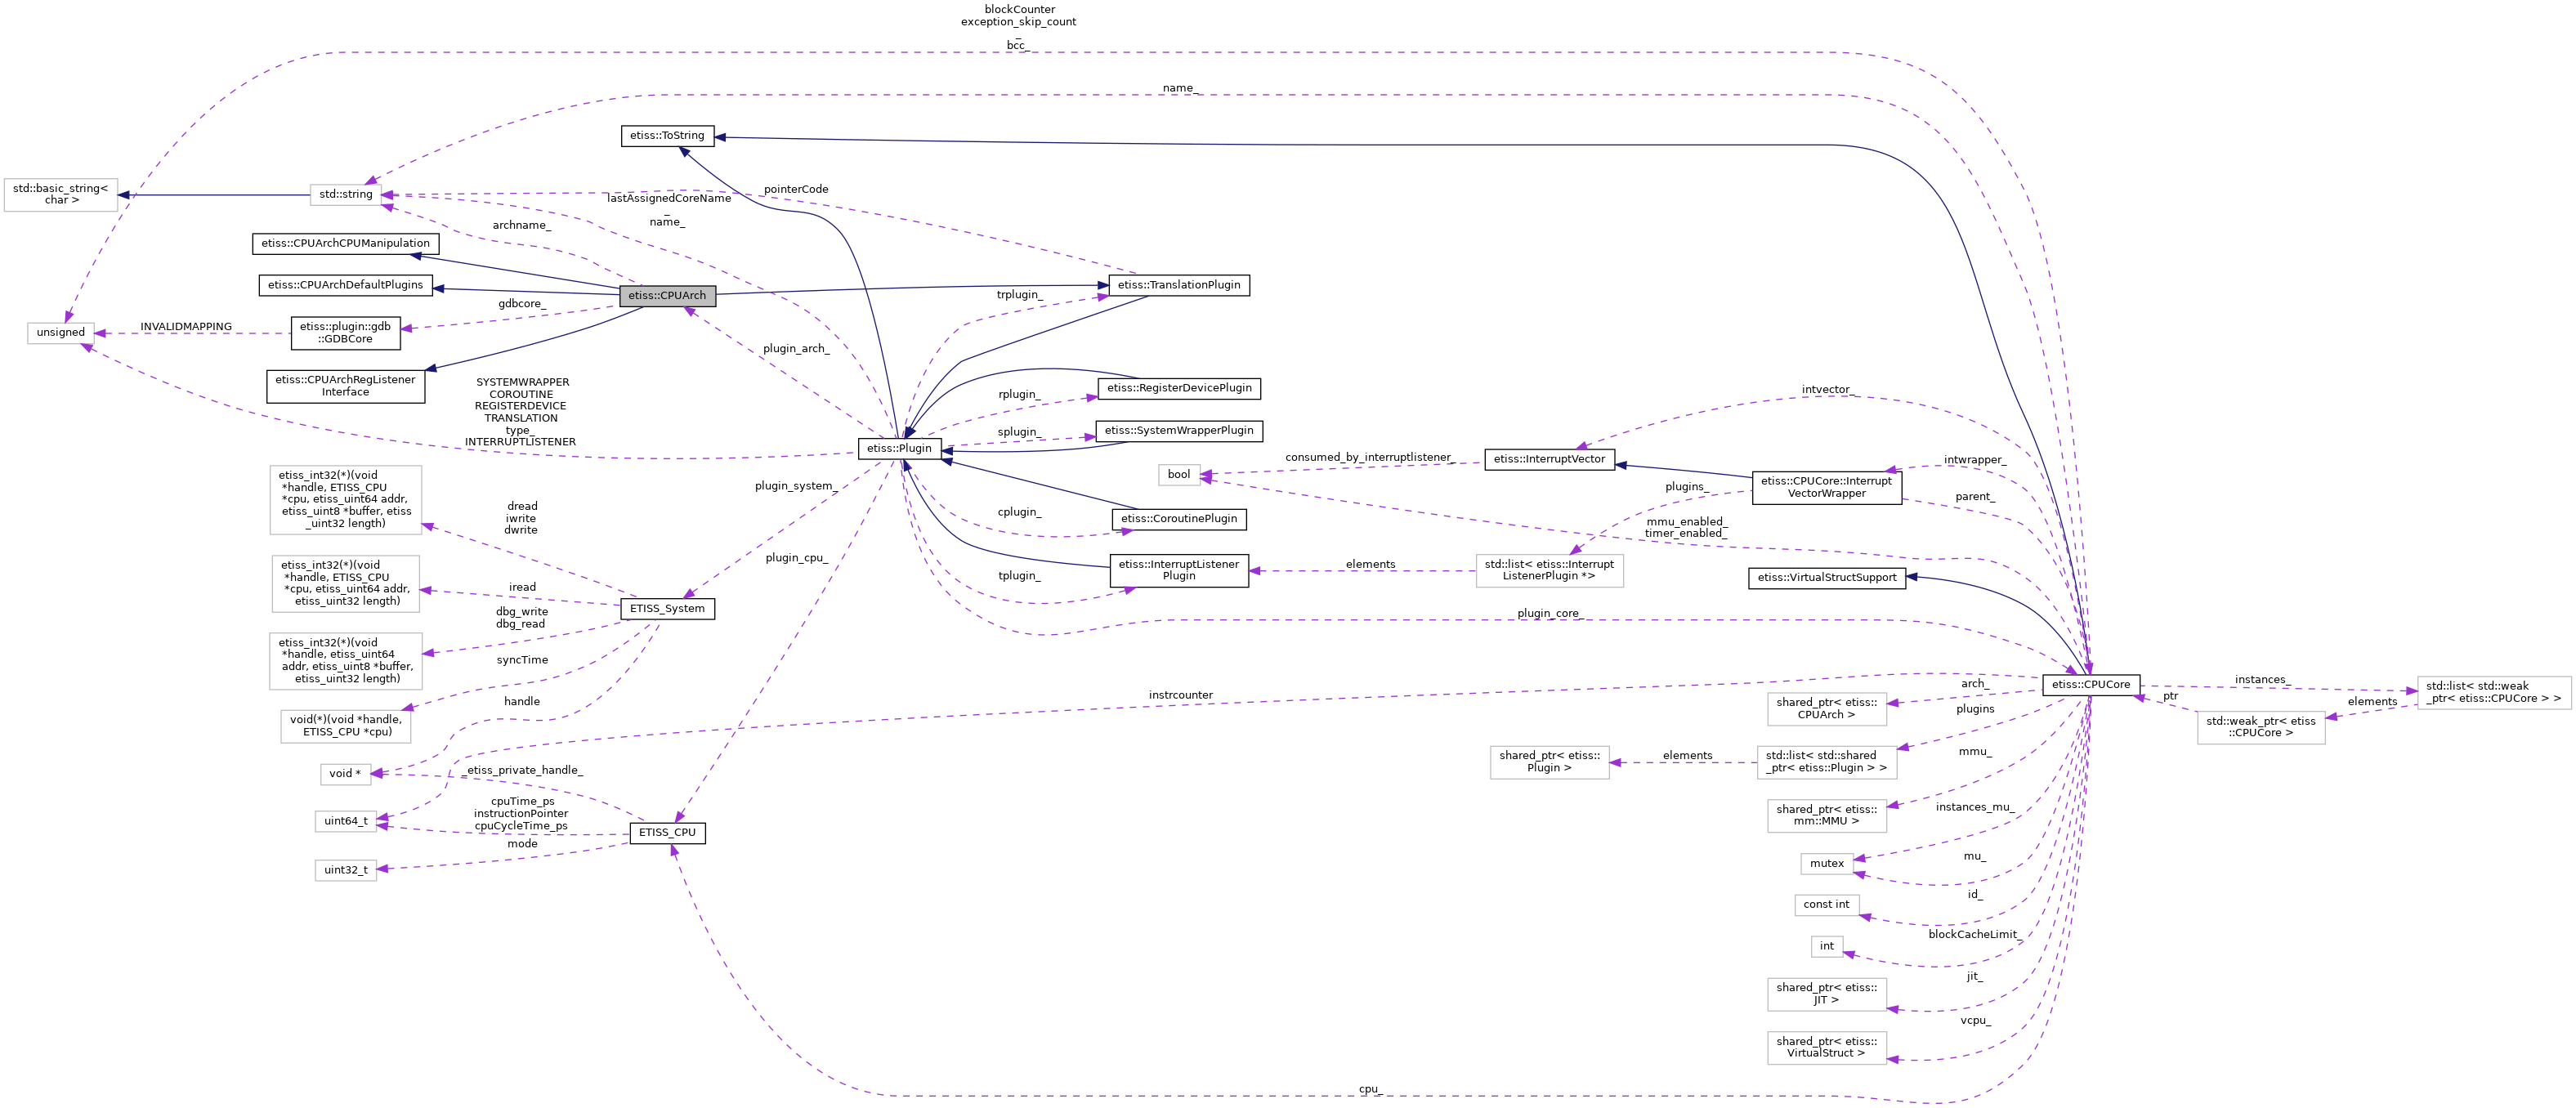 blockCounter
exception_skip_count
_
bcc_
name_
etiss::ToString
std::basic_string<
char >
std::string
pointerCode
lastAssignedCoreName
_
name_
archname_
etiss::CPUArchCPUManipulation
etiss::CPUArchDefaultPlugins
etiss::CPUArch
etiss::TranslationPlugin
gdbcore_
trplugin_
unsigned
INVALIDMAPPING
etiss::plugin::gdb
::GDBCore
plugin_arch_
etiss::CPUArchRegListener
Interface
SYSTEMWRAPPER
COROUTINE
REGISTERDEVICE
TRANSLATION
type_
INTERRUPTLISTENER
etiss::RegisterDevicePlugin
rplugin_
intvector_
splugin_
etiss::SystemWrapperPlugin
etiss::Plugin
consumed_by_interruptlistener_
etiss::InterruptVector
intwrapper_
bool
etiss::CPUCore::Interrupt
VectorWrapper
plugins_
parent_
etiss_int32(*)(void
*handle, ETISS_CPU
*cpu, etiss_uint64 addr,
etiss_uint8 *buffer, etiss
_uint32 length)
plugin_system_
dread
iwrite
dwrite
cplugin_
etiss::CoroutinePlugin
mmu_enabled_
timer_enabled_
etiss_int32(*)(void
*handle, ETISS_CPU
*cpu, etiss_uint64 addr,
etiss_uint32 length)
iread
plugin_cpu_
tplugin_
etiss::InterruptListener
Plugin
elements
std::list< etiss::Interrupt
ListenerPlugin *>
etiss::VirtualStructSupport
ETISS_System
dbg_write
dbg_read
plugin_core_
etiss_int32(*)(void
*handle, etiss_uint64
addr, etiss_uint8 *buffer,
etiss_uint32 length)
syncTime
handle
void(*)(void *handle,
ETISS_CPU *cpu)
instrcounter
etiss::CPUCore
instances_
std::list< std::weak
_ptr< etiss::CPUCore > >
arch_
shared_ptr< etiss::
CPUArch >
ptr
elements
std::weak_ptr< etiss
::CPUCore >
plugins
void *
_etiss_private_handle_
shared_ptr< etiss::
Plugin >
elements
std::list< std::shared
_ptr< etiss::Plugin > >
mmu_
uint64_t
cpuTime_ps
instructionPointer
cpuCycleTime_ps
ETISS_CPU
shared_ptr< etiss::
mm::MMU >
instances_mu_
mode
uint32_t
mutex
mu_
const int
id_
int
blockCacheLimit_
jit_
shared_ptr< etiss::
JIT >
vcpu_
shared_ptr< etiss::
VirtualStruct >
cpu_